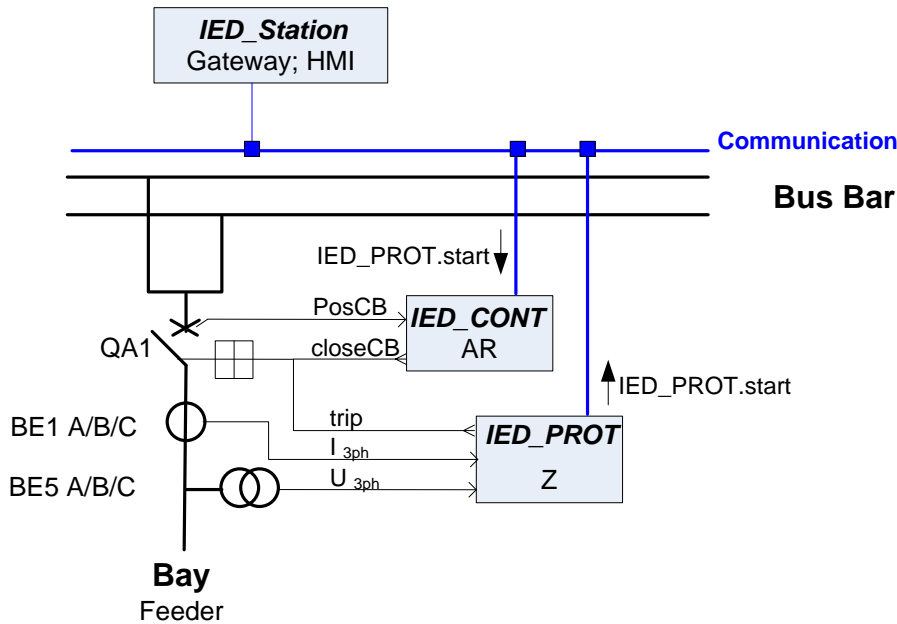 IED_Station
Gateway; HMI
Communication
Bus Bar
IED_PROT.start
PosCB
IED_CONT
AR
QA1
closeCB
IED_PROT.start
BE1 A/B/C
trip
I 3ph
IED_PROT
Z
BE5 A/B/C
U 3ph
Bay
Feeder